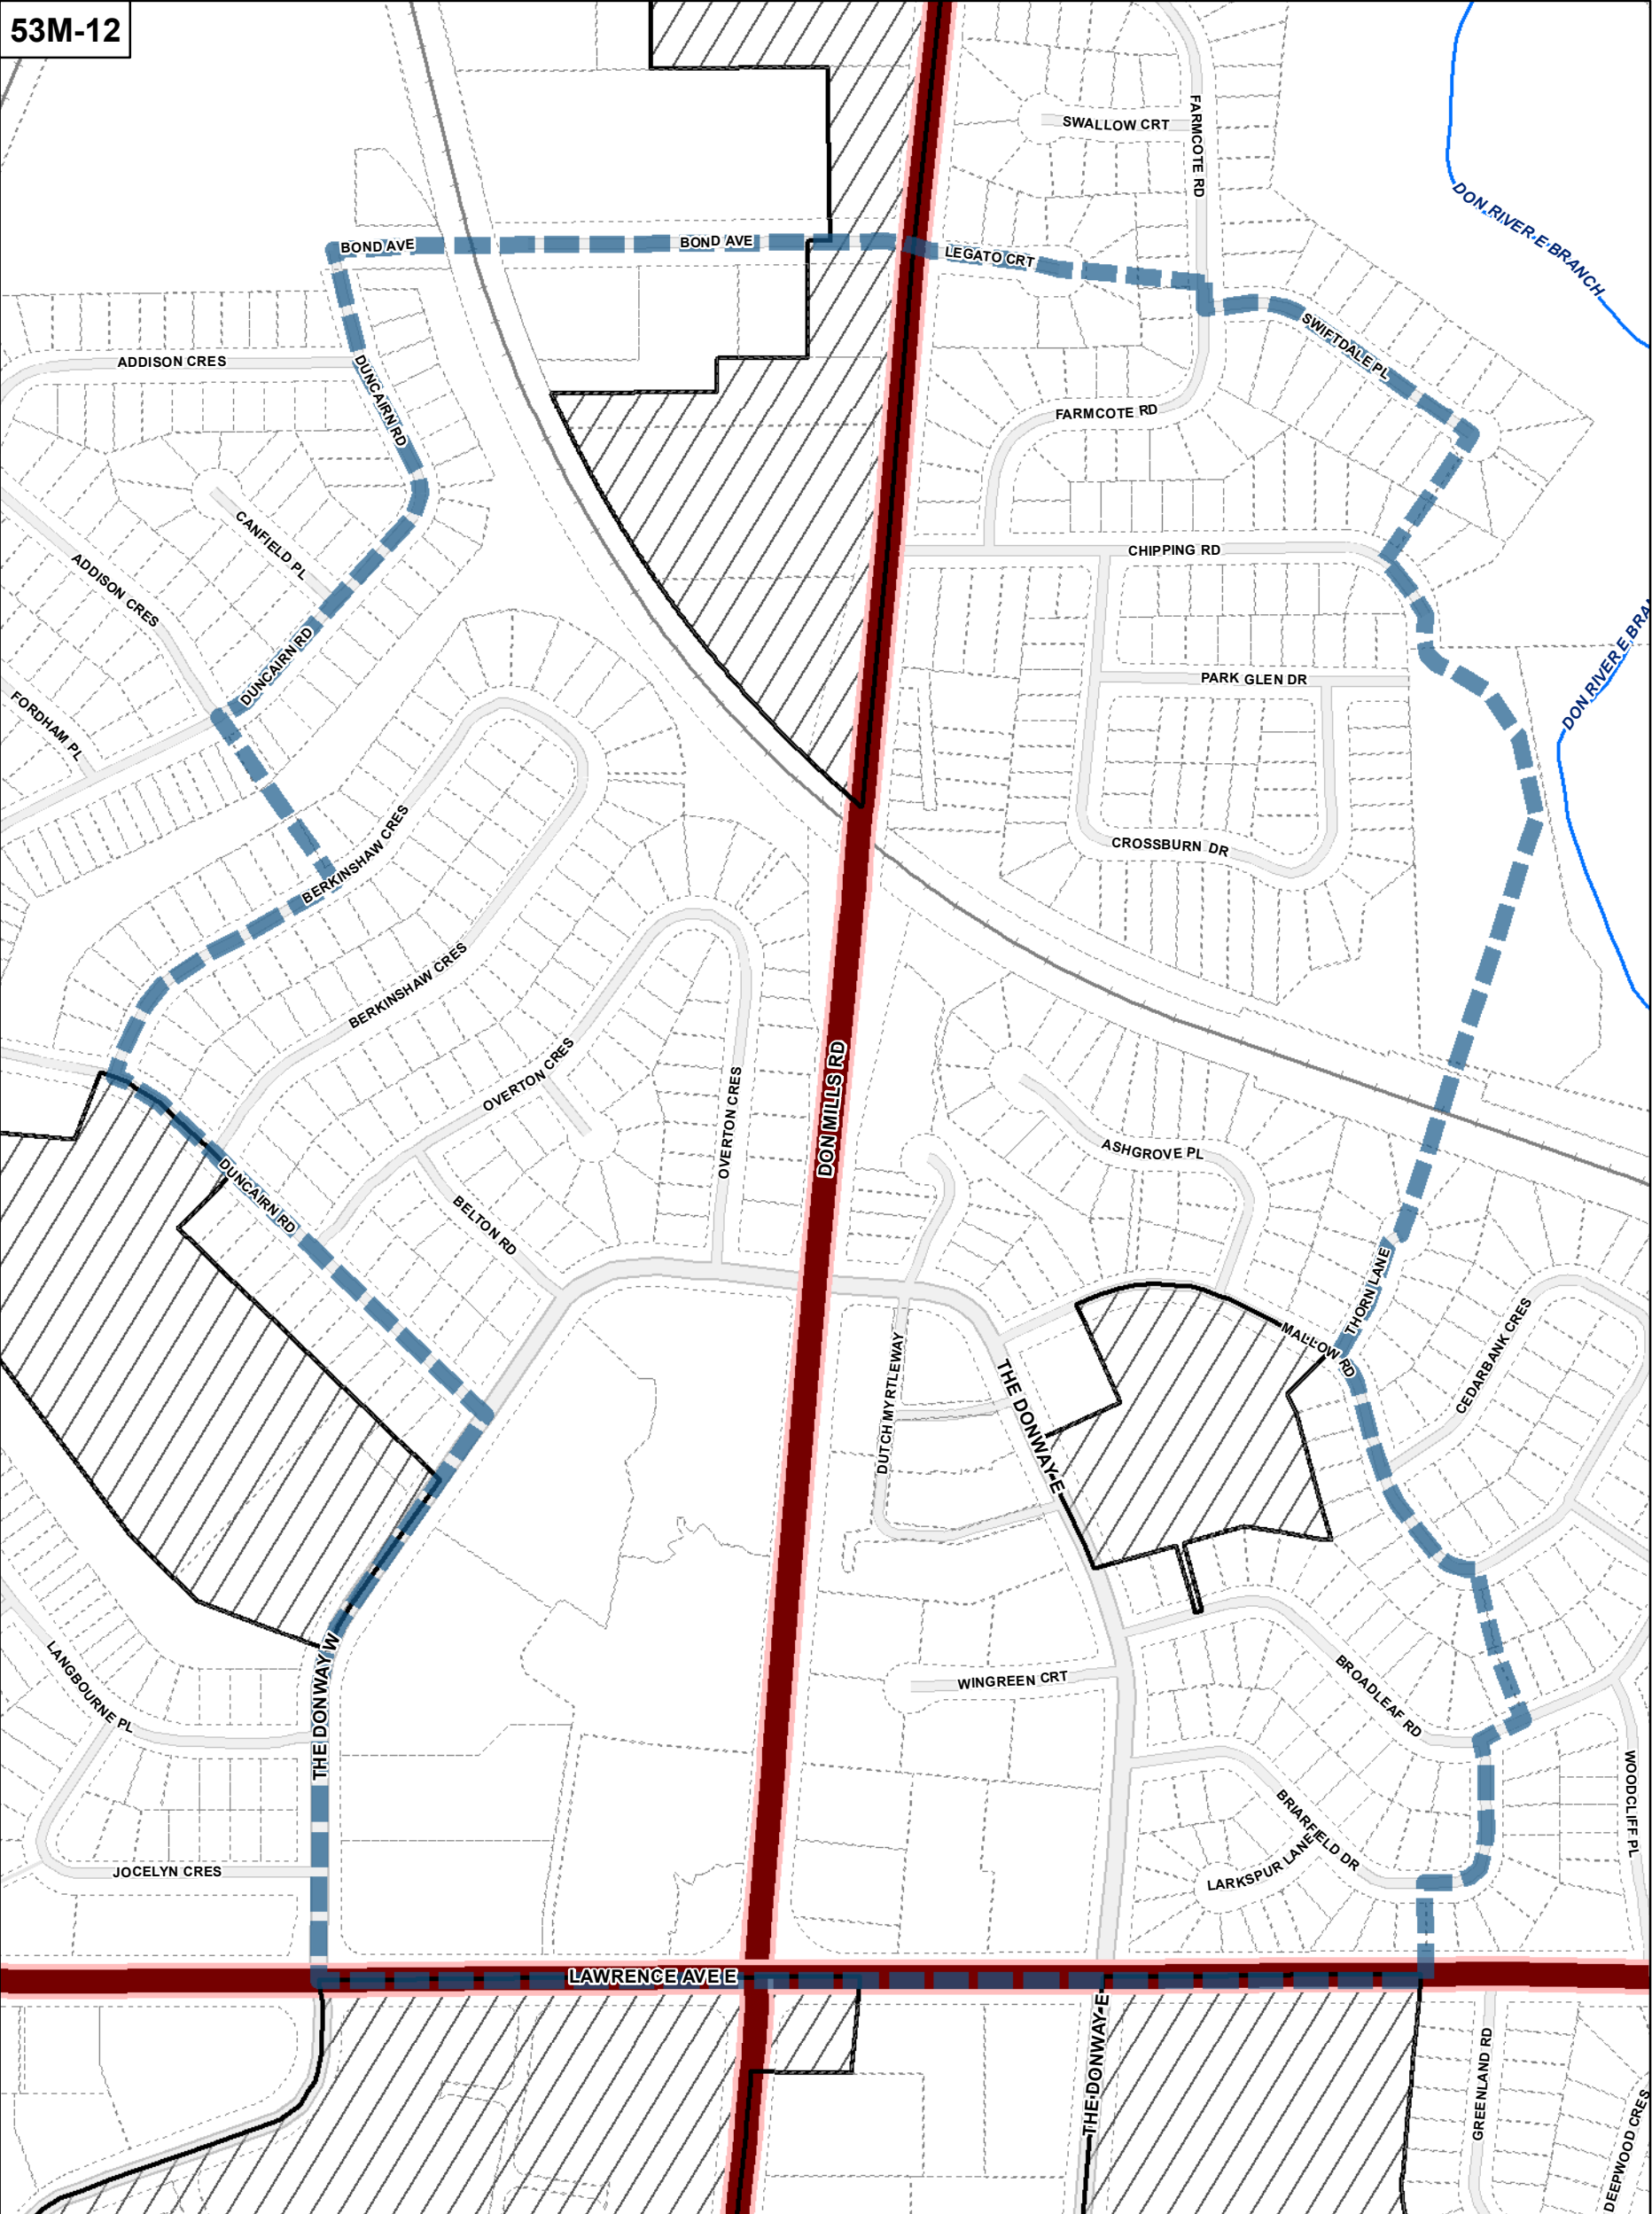 53M-12
SWALLOW CRT
FARMCOTE RD
DON RIVER E BRANCH
BOND AVE
BOND AVE
LEGATO CRT
SWIFTDALE PL
ADDISON CRES
DUNCAIRN RD
FARMCOTE RD
CANFIELD PL
CHIPPING RD
ADDISON CRES
DUNCAIRN RD
DON RIVER E BRAN
PARK GLEN DR
FORDHAM PL
BERKINSHAW CRES
CROSSBURN DR
BERKINSHAW CRES
OVERTON CRES
OVERTON CRES
DON MILLS RD
ASHGROVE PL
DUNCAIRN RD
BELTON RD
THORN LANE
MALLOW RD
CEDARBANK CRES
DUTCH MYRTLEWAY
THE DONWAY E
LANGBOURNE PL
THE DONWAY W
WINGREEN CRT
BROADLEAF RD
WOODCLIFF PL
BRIARFIELD DR
LARKSPUR LANE
JOCELYN CRES
LAWRENCE AVE E
THE DONWAY E
GREENLAND RD
DEEPWOOD CRES